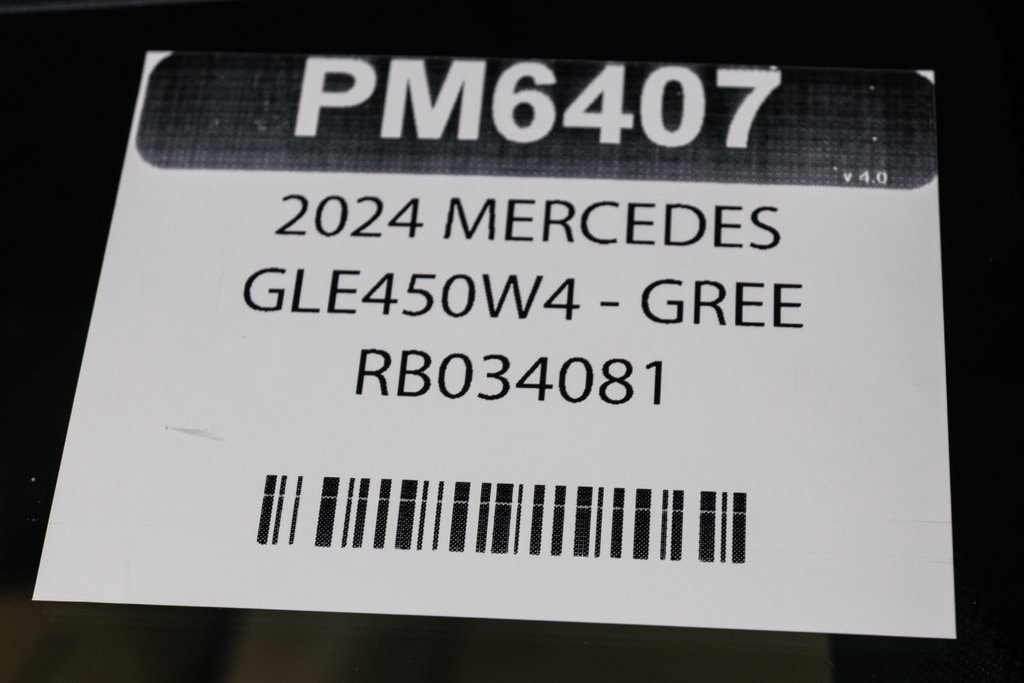 PM6407
v 4.0
2024 MERCEDES
GLE450W4 - GREE
RB034081